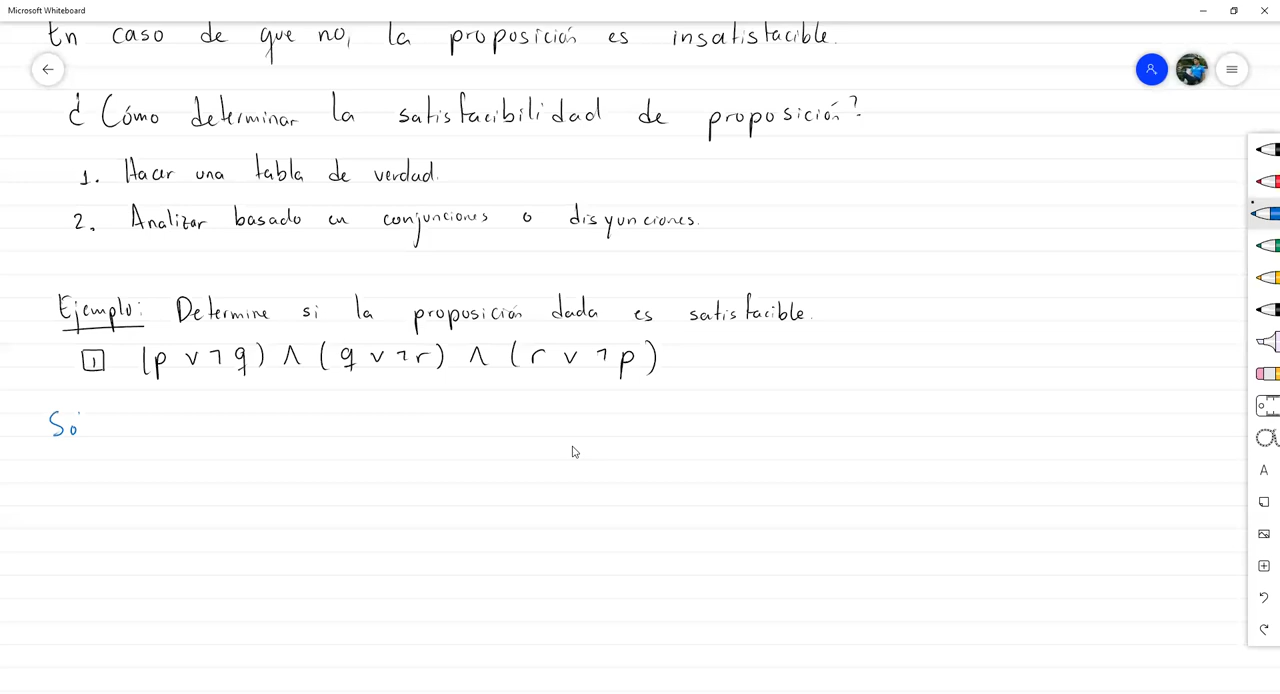 Microsoft Whiteboard
En caso de que no, la proposición es insatisfacible.
¿Cómo determinar la satisfacibilidad de proposición?
1. Hacer una tabla de verdad.
2. Analizar basado en conjunciones o disyunciones.
Ejemplo: Determine si la proposición dada es satisfacible.
1 (p ∨ ¬q) ∧ (q ∨ ¬r) ∧ (r ∨ ¬p)
So
A